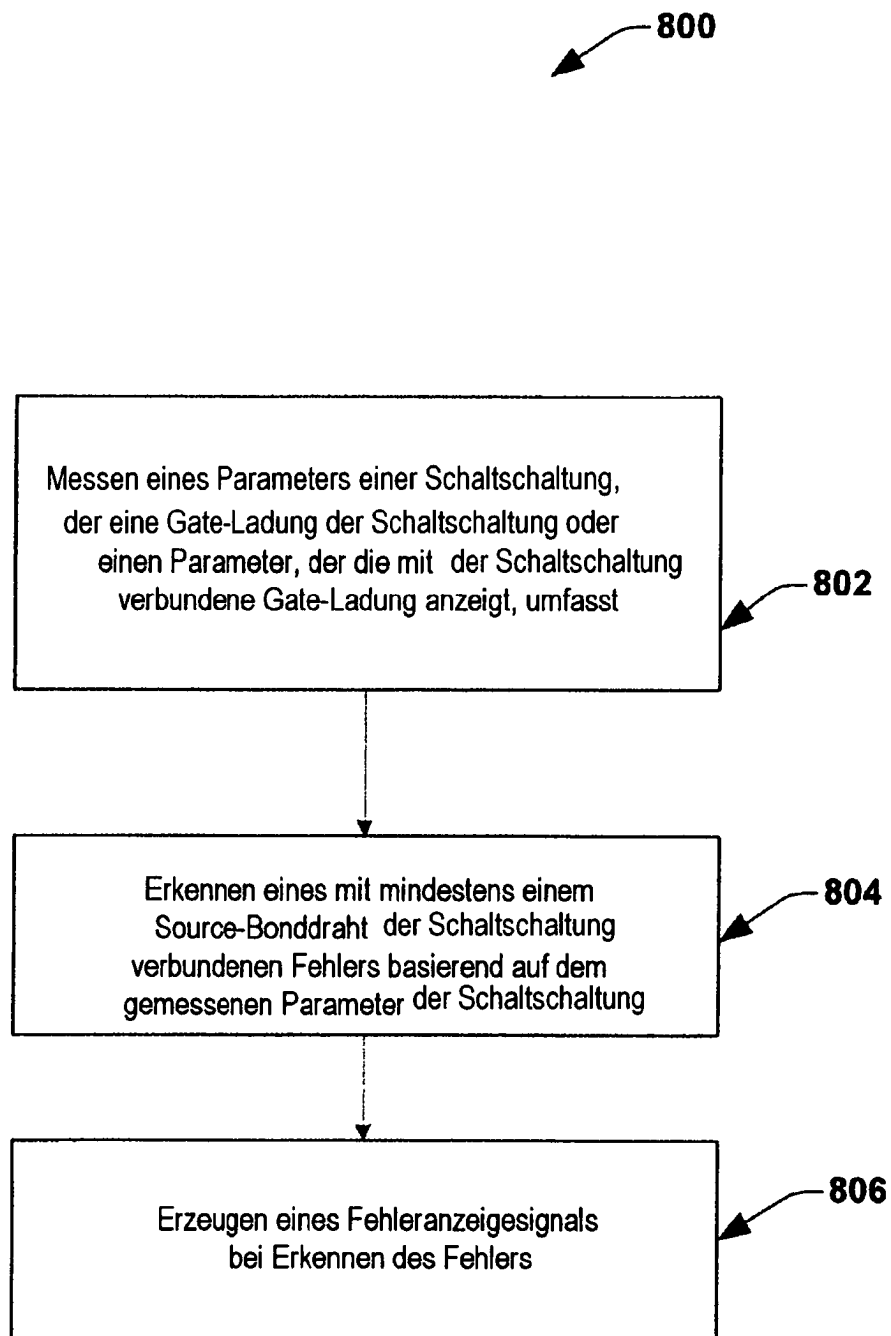 800
Messen eines Parameters einer Schaltschaltung,
der eine Gate-Ladung der Schaltschaltung oder
einen Parameter, der die mit der Schaltschaltung
verbundene Gate-Ladung anzeigt, umfasst
802
Erkennen eines mit mindestens einem
Source-Bonddraht der Schaltschaltung
verbundenen Fehlers basierend auf dem
gemessenen Parameter der Schaltschaltung
804
Erzeugen eines Fehleranzeigesignals
bei Erkennen des Fehlers
806